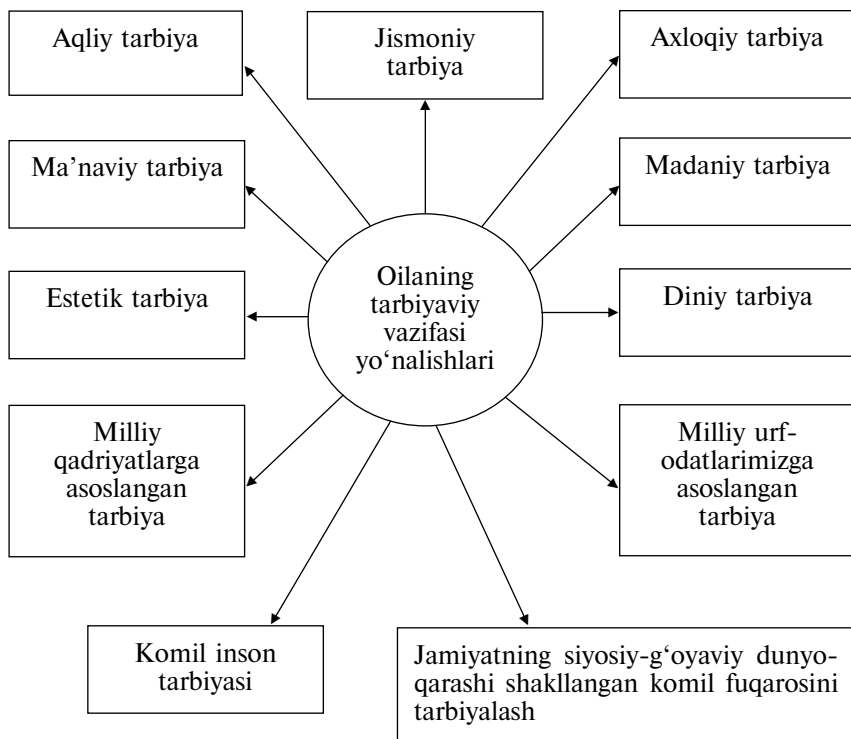 Aqliy tarbiya
Jismoniy
tarbiya
Axloqiy tarbiya
Ma’naviy tarbiya
Madaniy tarbiya
Estetik tarbiya
Oilaning
tarbiyaviy
vazifasi
yo‘nalishlari
Diniy tarbiya
Milliy
qadriyatlarga
asoslangan
tarbiya
Milliy urf-
odatlarimizga
asoslangan
tarbiya
Komil inson
tarbiyasi
Jamiyatning siyosiy-g‘oyaviy dunyo-
qarashi shakllangan komil fuqarosini
tarbiyalash